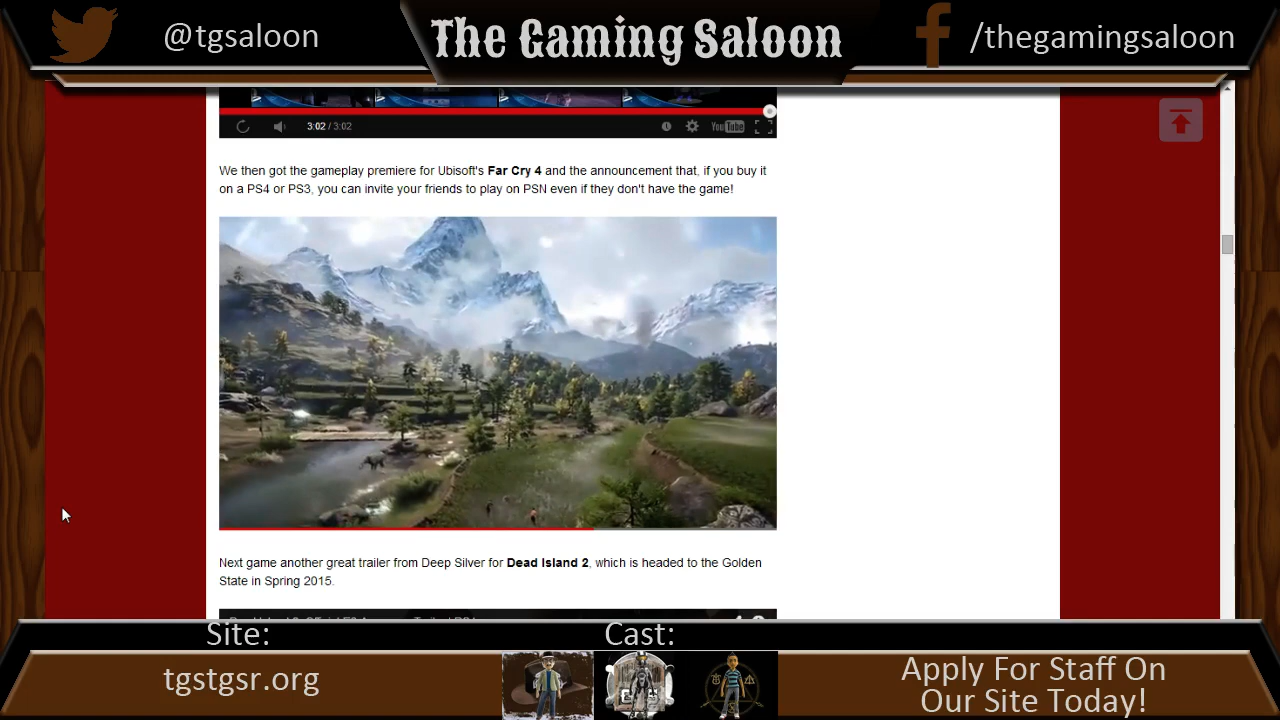 @tgsaloon
The Gaming Saloon
/thegamingsaloon
3:02 / 3:02
YouTube
We then got the gameplay premiere for Ubisoft's Far Cry 4 and the announcement that, if you buy it
on a PS4 or PS3, you can invite your friends to play on PSN even if they don't have the game!
Next game another great trailer from Deep Silver for Dead Island 2, which is headed to the Golden
State in Spring 2015.
Site:
Cast:
tgstgsr.org
Apply For Staff On
Our Site Today!